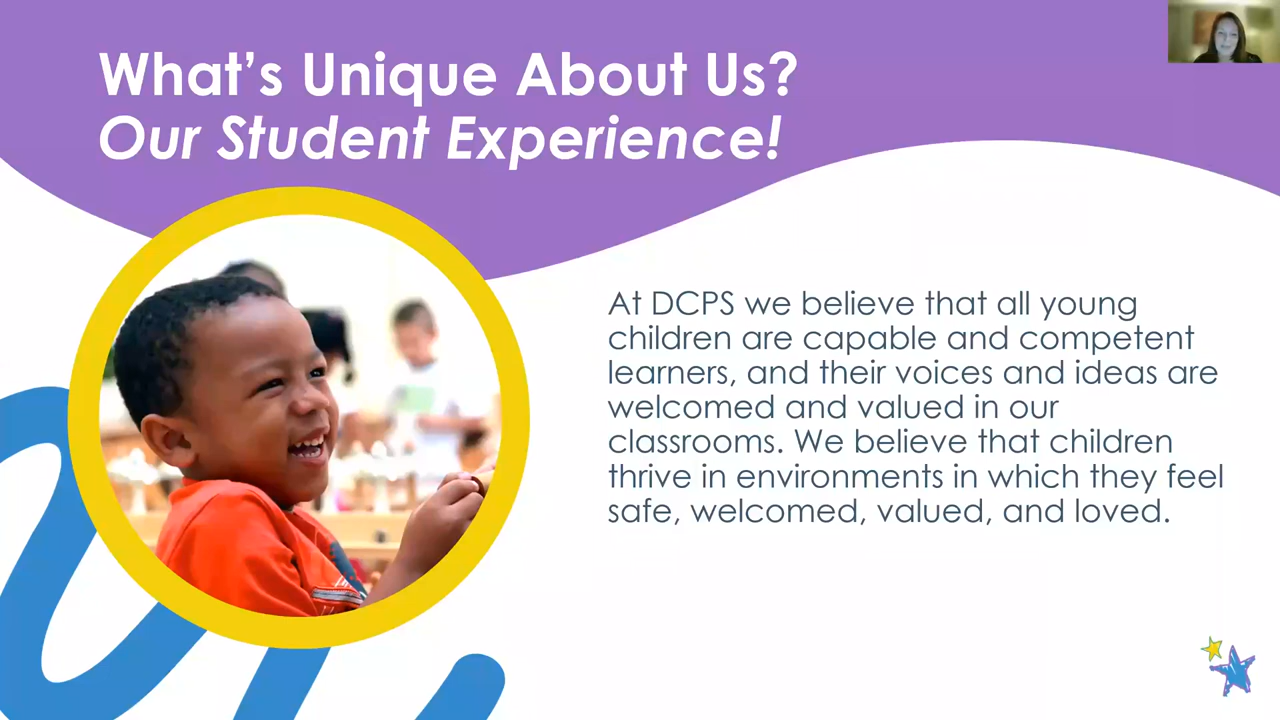 What's Unique About Us?
Our Student Experience!
At DCPS we believe that all young
children are capable and competent
learners, and their voices and ideas are
welcomed and valued in our
classrooms. We believe that children
thrive in environments in which they feel
safe, welcomed, valued, and loved.